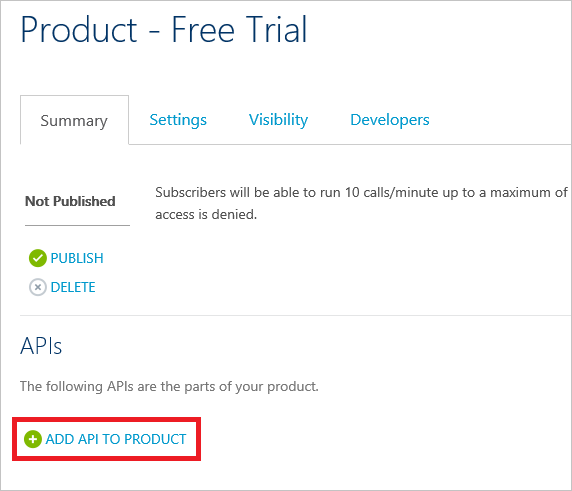 Product - Free Trial
Summary Settings Visibility Developers
Not Published
Subscribers will be able to run 10 calls/minute up to a maximum of
access is denied.
PUBLISH
DELETE
APIs
The following APIs are the parts of your product.
ADD API TO PRODUCT